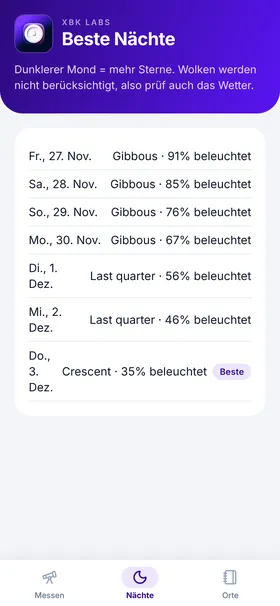 XBK LABS
Beste Nächte
Dunklerer Mond = mehr Sterne. Wolken werden
nicht berücksichtigt, also prüf auch das Wetter.
Fr., 27. Nov. Gibbous · 91% beleuchtet
Sa., 28. Nov. Gibbous · 85% beleuchtet
So., 29. Nov. Gibbous · 76% beleuchtet
Mo., 30. Nov. Gibbous · 67% beleuchtet
Di., 1.
Dez.
Last quarter · 56% beleuchtet
Mi., 2.
Dez.
Last quarter · 46% beleuchtet
Do.,
3.
Dez.
Crescent · 35% beleuchtet Beste
Messen Nächte Orte